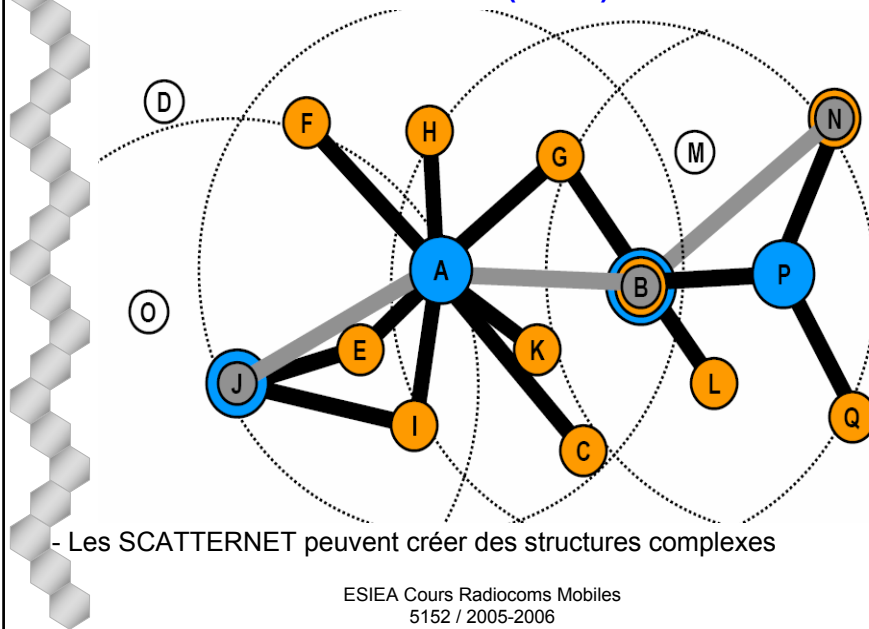 D
F
H
G
M
N
A
B
P
O
E
K
J
I
L
C
Q
- Les SCATTERNET peuvent créer des structures complexes
ESIEA Cours Radiocoms Mobiles
5152 / 2005-2006